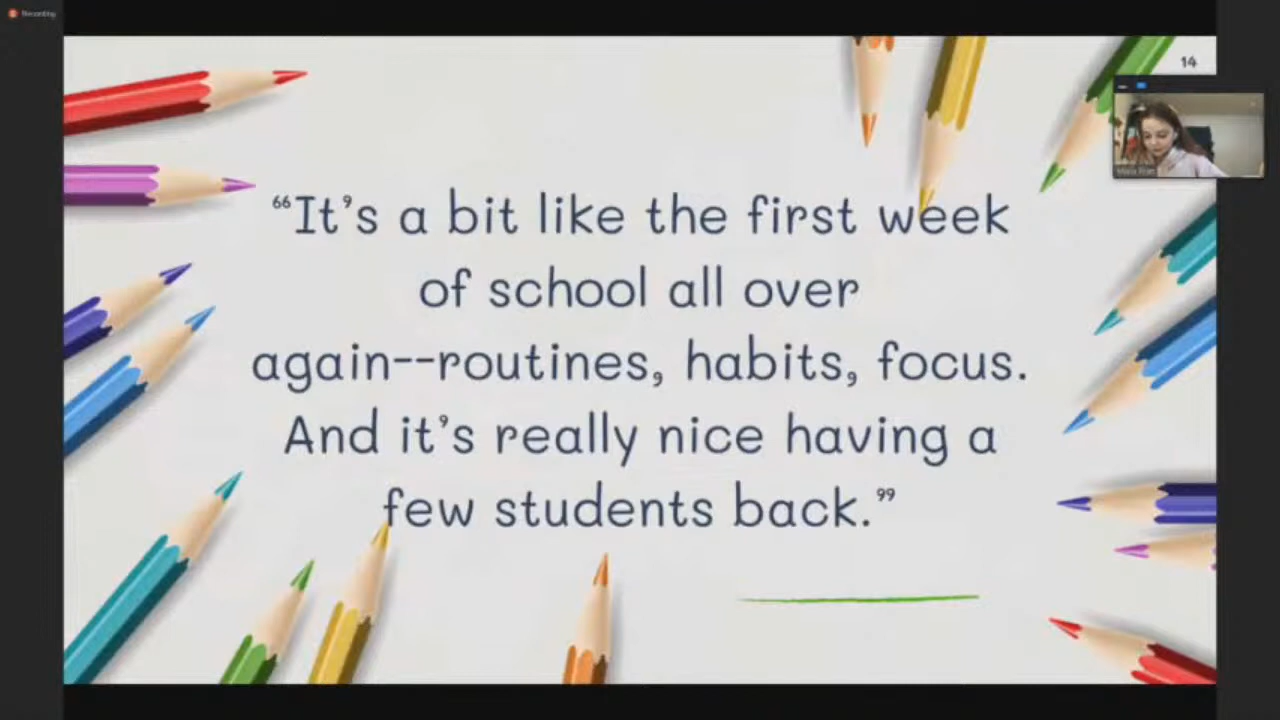 Recording
14
“It’s a bit like the first week
of school all over
again--routines, habits, focus.
And it’s really nice having a
few students back.”